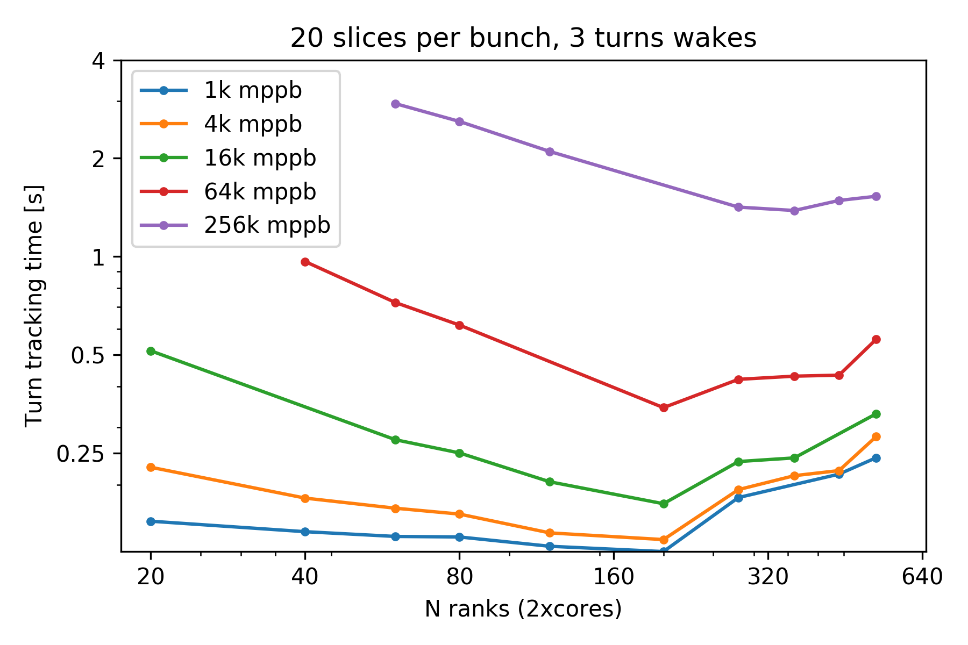 20 slices per bunch, 3 turns wakes
4
2
1
0.5
0.25
Turn tracking time [s]
1k mppb
4k mppb
16k mppb
64k mppb
256k mppb
20 40 80 160 320 640
N ranks (2xcores)